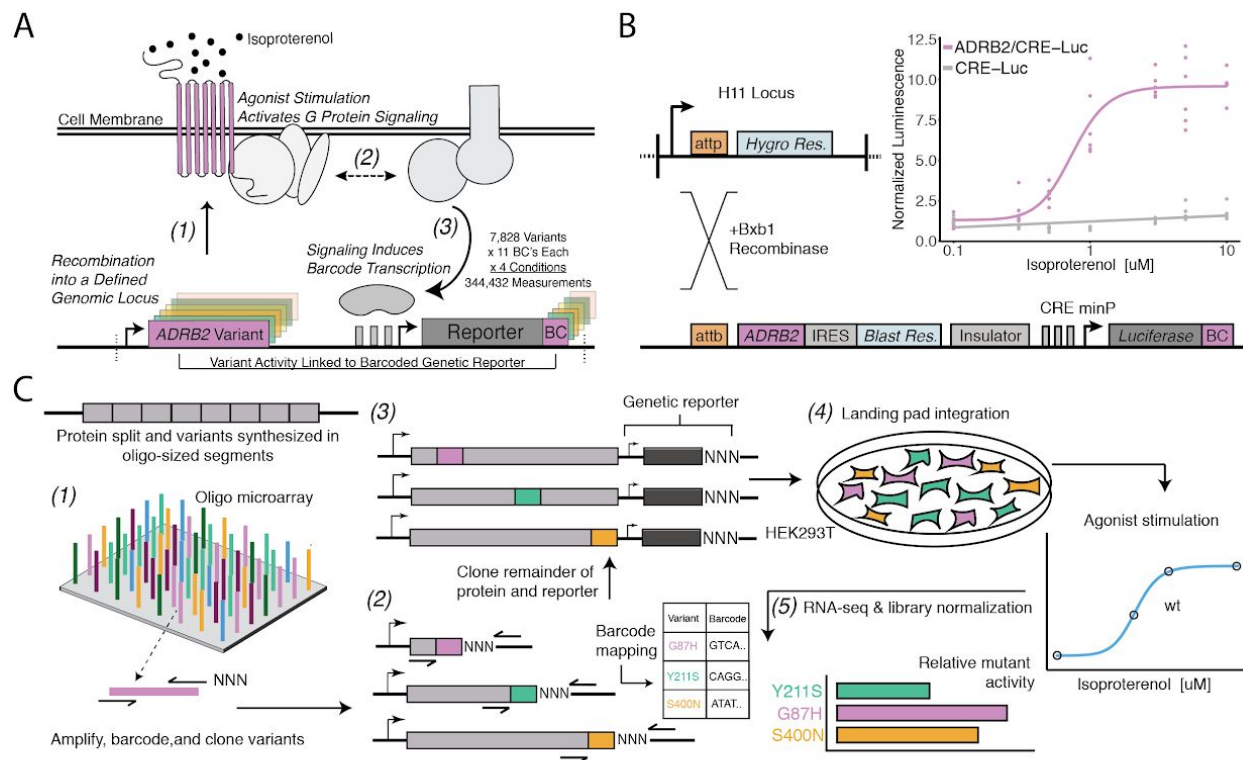 A
Isoproterenol
Agonist Stimulation
Activates G Protein Signaling
Cell Membrane
(2)
(1)
(3)
Recombination
into a Defined
Genomic Locus
Signaling Induces
Barcode Transcription
7,828 Variants
x 11 BC's Each
x 4 Conditions
344,432 Measurements
ADRB2 Variant
Reporter
BC
Variant Activity Linked to Barcoded Genetic Reporter
B
H11 Locus
attp
Hygro Res.
+Bxb1
Recombinase
Normalized Luminescence
12.5
10.0
7.5
5.0
2.5
0.0
ADRB2/CRE–Luc
CRE–Luc
0.1
1
10
Isoproterenol [uM]
CRE minP
attb
ADRB2
IRES
Blast Res.
Insulator
Luciferase
BC
C
Protein split and variants synthesized in
oligo-sized segments
(1)
Oligo microarray
NNN
Amplify, barcode,and clone variants
(3)
Genetic reporter
NNN
NNN
NNN
Clone remainder of
protein and reporter
(2)
NNN
NNN
NNN
Barcode
mapping
Variant Barcode
G87H GTCA..
Y211S CAGG..
S400N ATAT..
(4) Landing pad integration
HEK293T
Agonist stimulation
wt
Isoproterenol [uM]
(5) RNA-seq & library normalization
Relative mutant
activity
Y211S
G87H
S400N